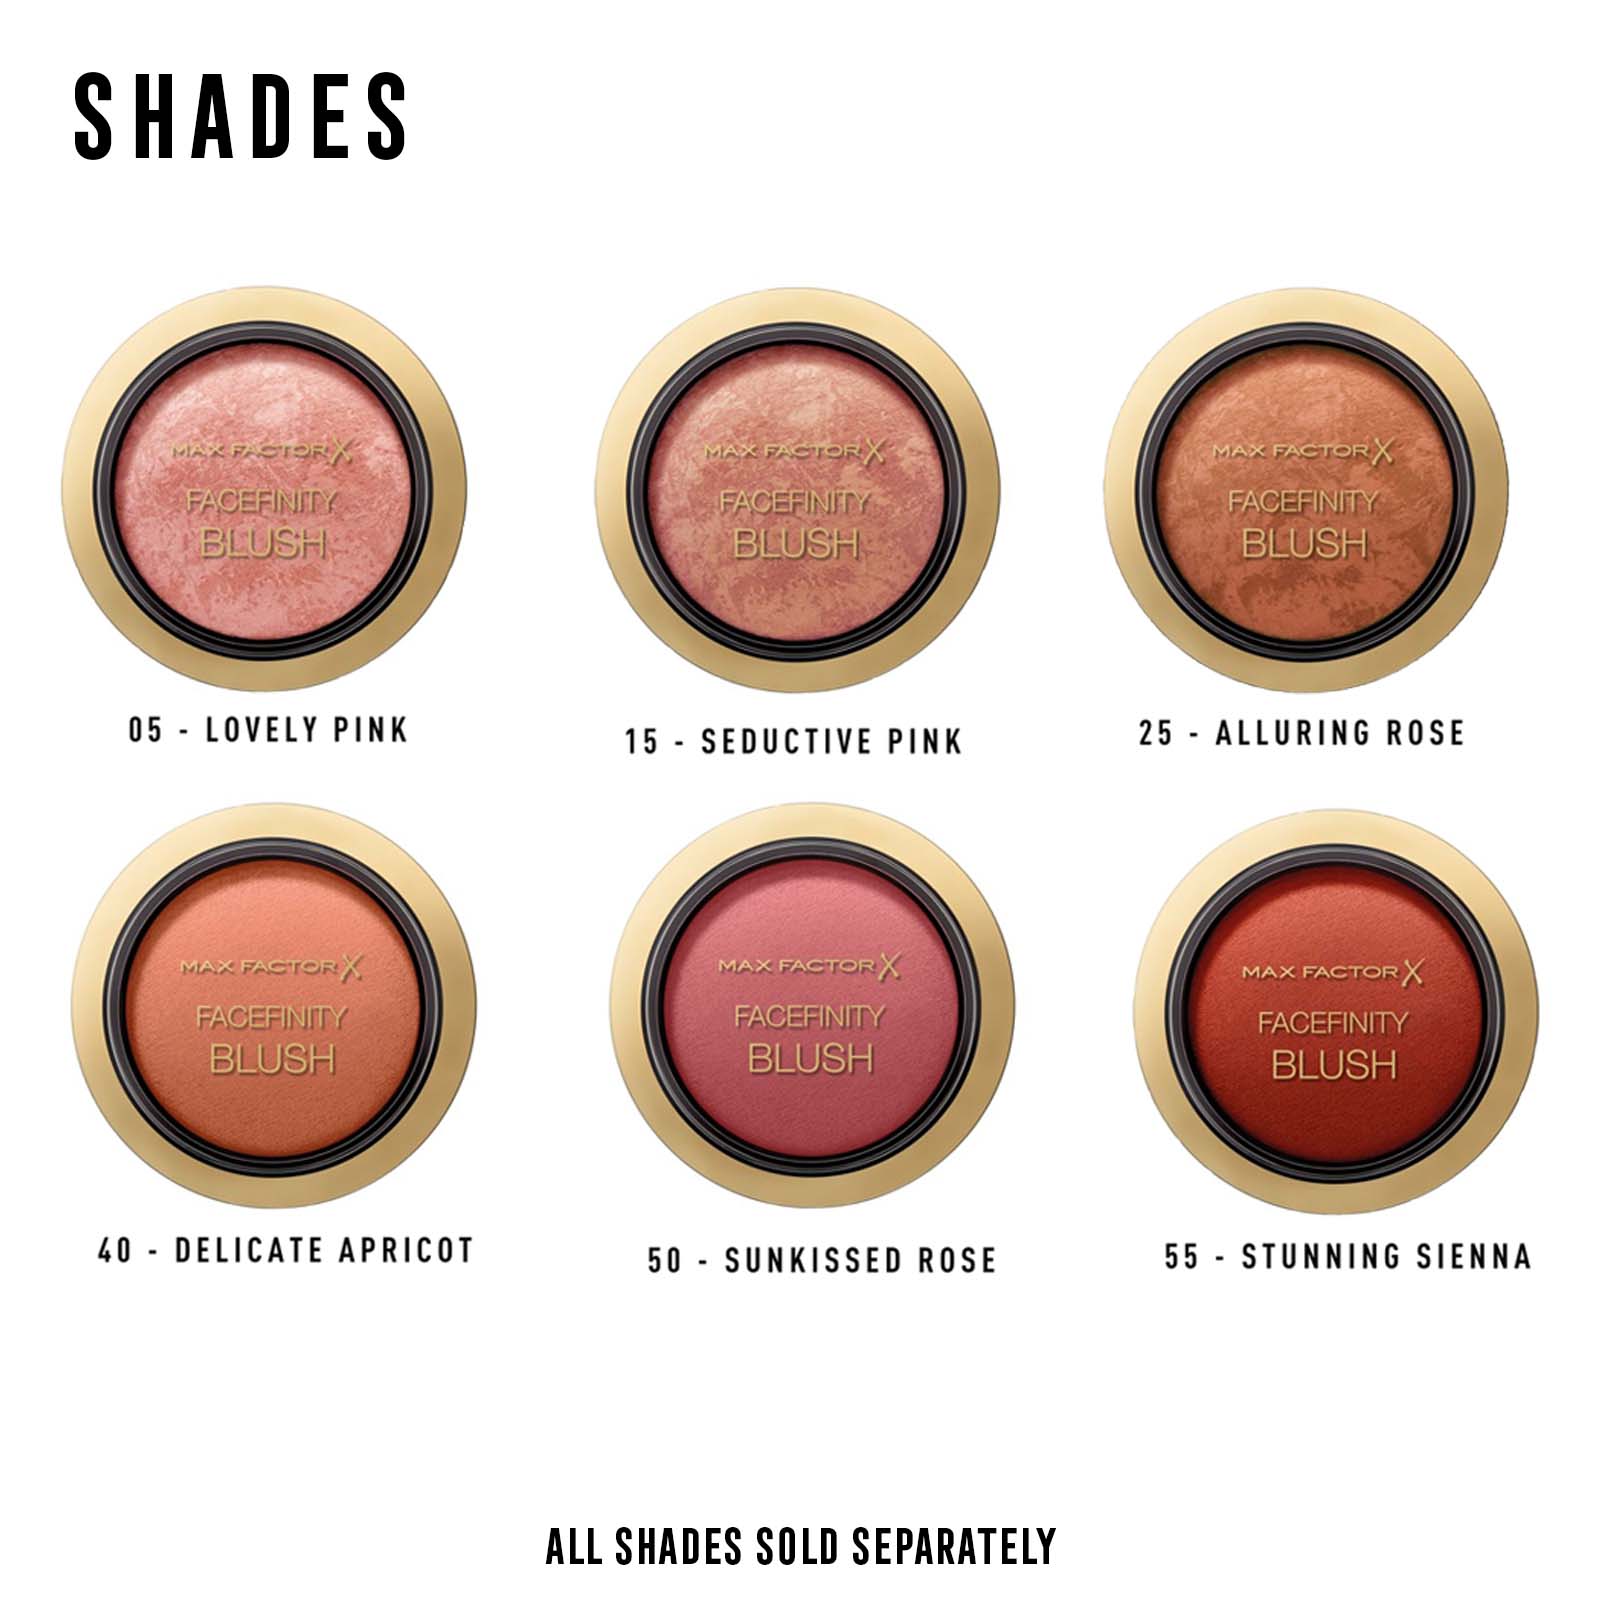 SHADES
MAX FACTOR X
FACEFINITY
BLUSH
05 - LOVELY PINK
MAX FACTOR X
FACEFINITY
BLUSH
15 - SEDUCTIVE PINK
MAX FACTOR X
FACEFINITY
BLUSH
25 - ALLURING ROSE
MAX FACTOR X
FACEFINITY
BLUSH
40 - DELICATE APRICOT
MAX FACTOR X
FACEFINITY
BLUSH
50 - SUNKISSED ROSE
MAX FACTOR X
FACEFINITY
BLUSH
55 - STUNNING SIENNA
ALL SHADES SOLD SEPARATELY